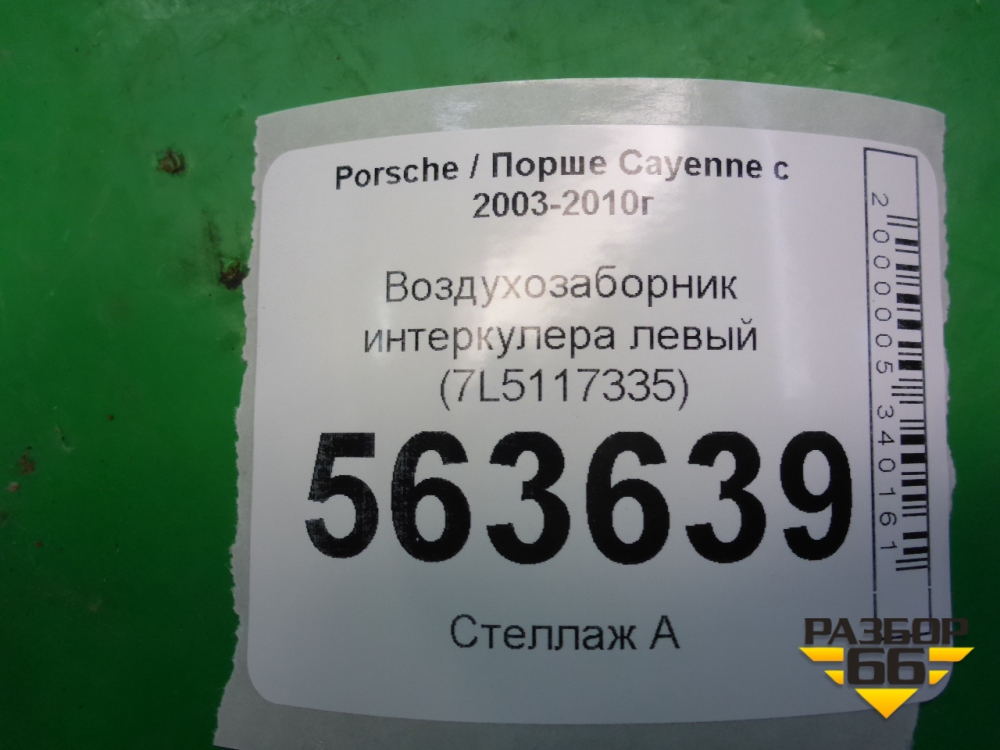 Porsche / Порше Cayenne с
2003-2010г
Воздухозаборник
интеркулера левый
(7L5117335)
563639
Стеллаж А
2000005340161
РАЗБОР
66